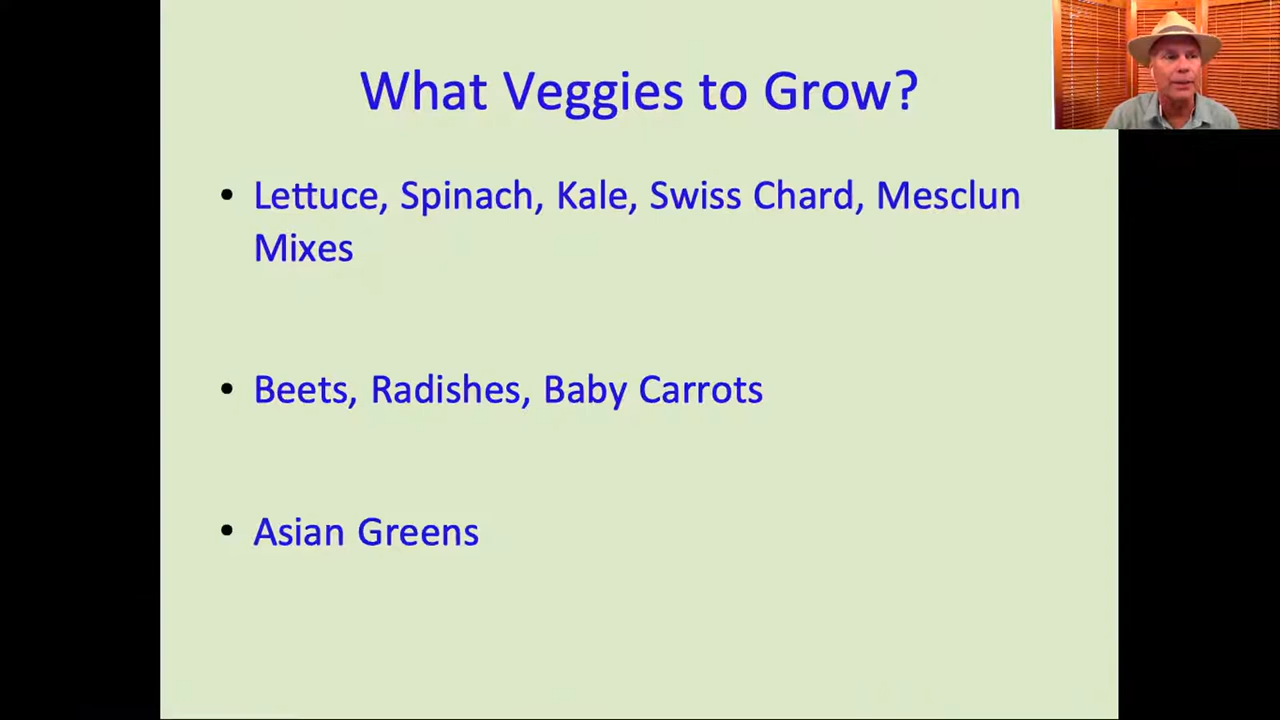 What Veggies to Grow?
• Lettuce, Spinach, Kale, Swiss Chard, Mesclun
Mixes
• Beets, Radishes, Baby Carrots
• Asian Greens